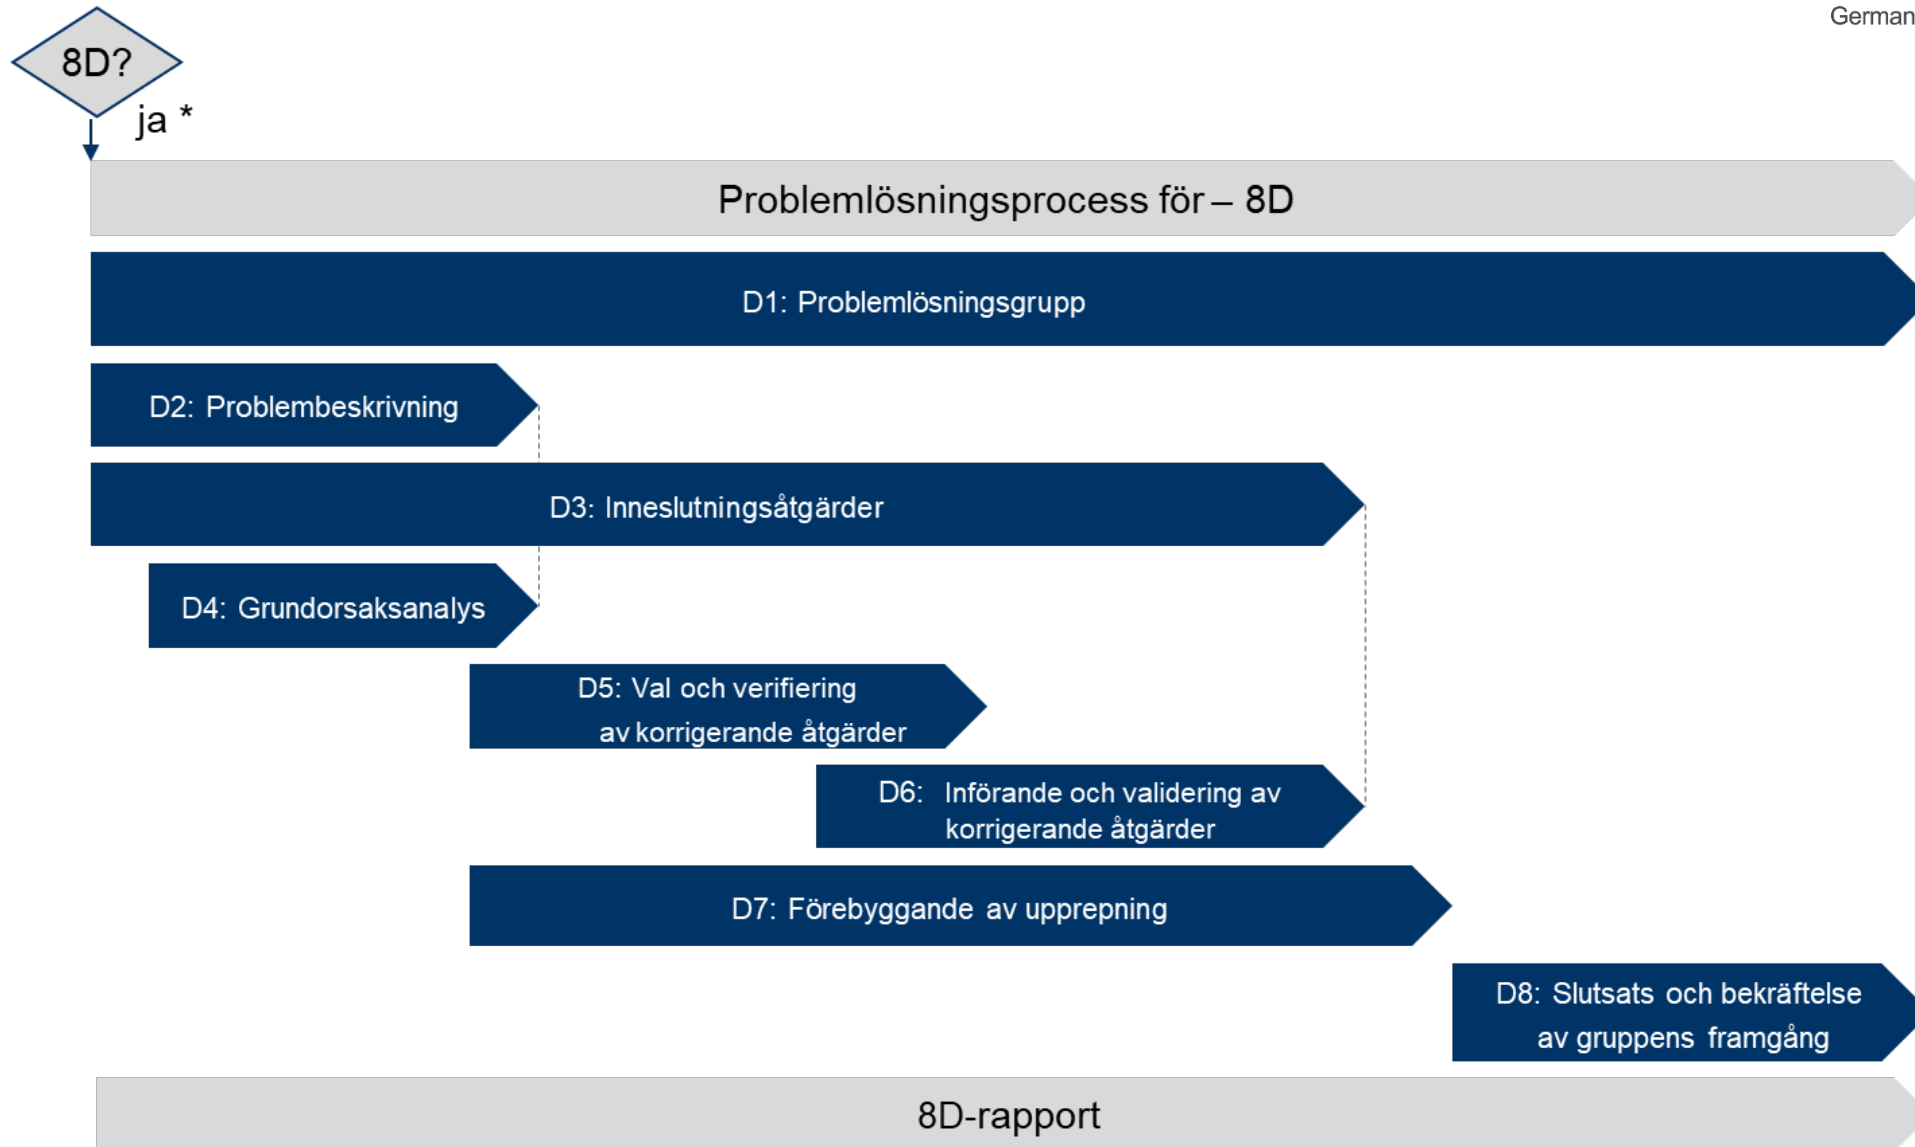 German
8D?
ja *
Problemlösningsprocess för – 8D
D1: Problemlösningsgrupp
D2: Problembeskrivning
D3: Inneslutningsåtgärder
D4: Grundorsaksanalys
D5: Val och verifiering
av korrigerande åtgärder
D6: Införande och validering av
korrigerande åtgärder
D7: Förebyggande av upprepning
D8: Slutsats och bekräftelse
av gruppens framgång
8D-rapport